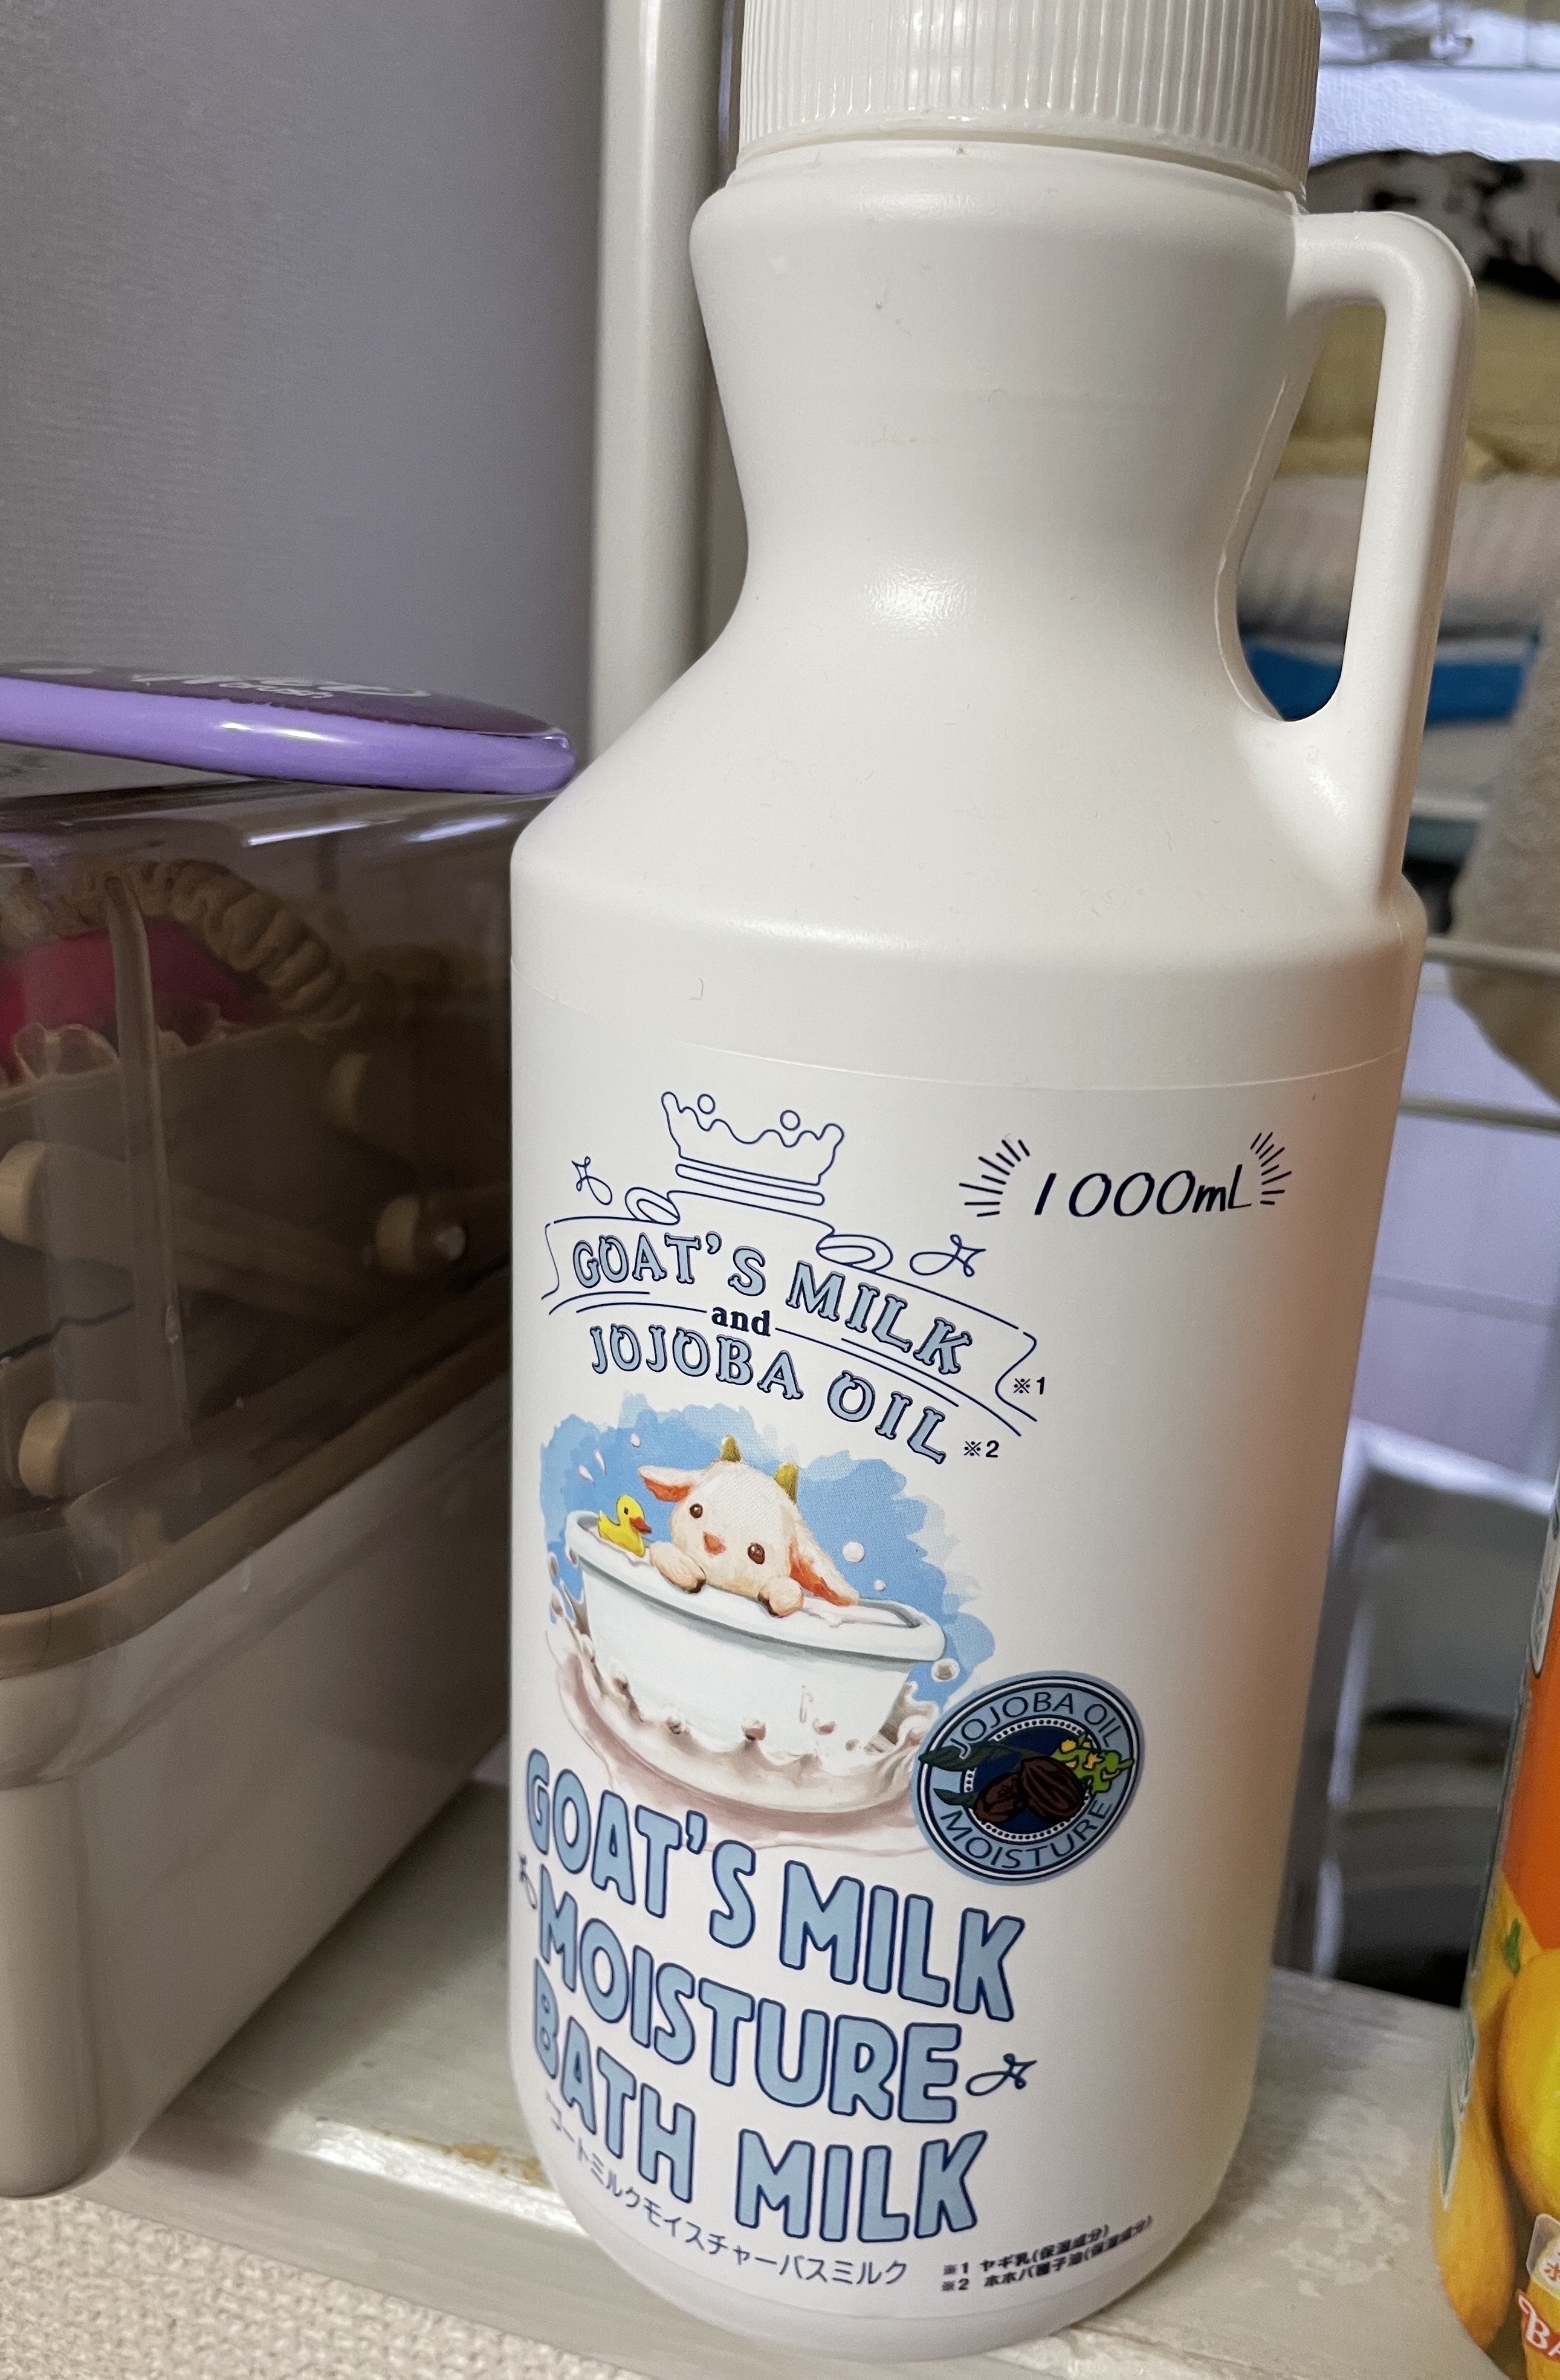 1000mL
GOAT'S MILK
※1
and
JOJOBA OIL
※2
JOJOBA OIL
MOISTURE
GOAT'S MILK
MOISTURE
BATH MILK
ゴートミルクモイスチャーバスミルク
※1 ヤギ乳(保湿成分)
※2 ホホバ種子油(保湿成分)